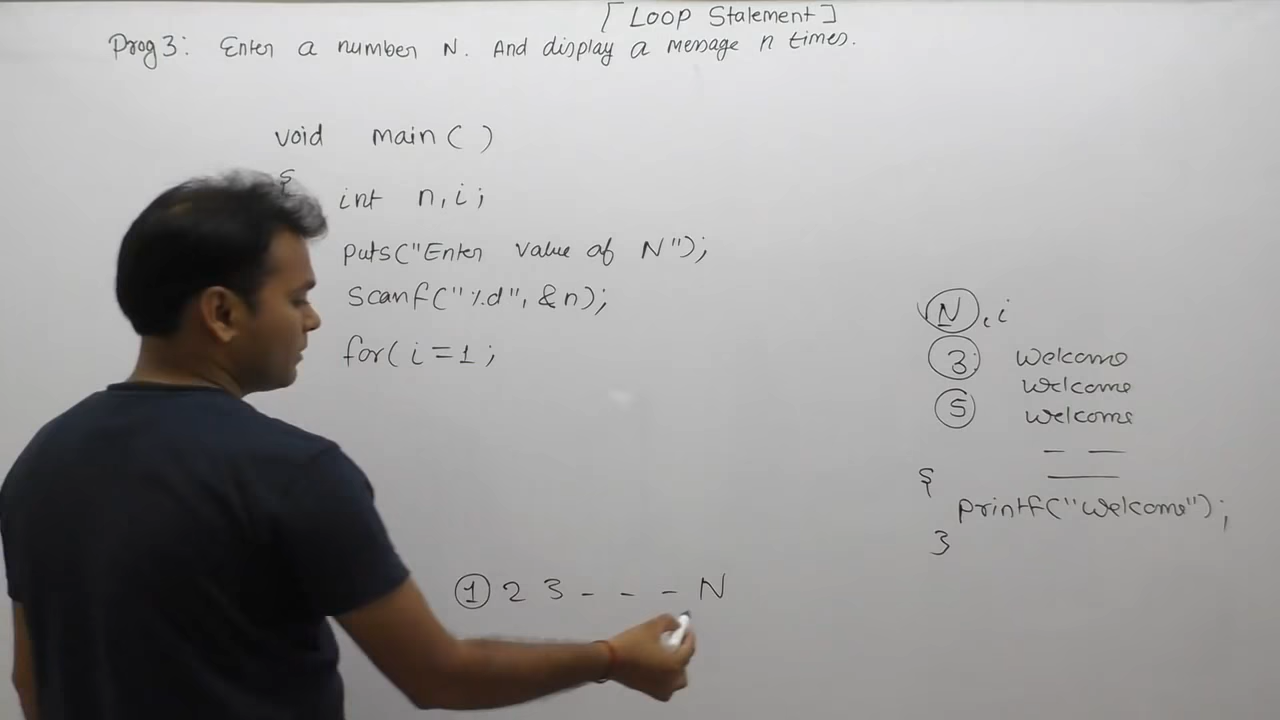 [Loop Statement]
Prog 3: Enter a number N. And display a message n times.
void main( )
{
int n,i;
puts("Enter value of N");
scanf("%d", &n);
for( i=1;
N, i
3 Welcome
welcome
5 welcome
{
printf("welcome");
}
1 2 3 - - - N